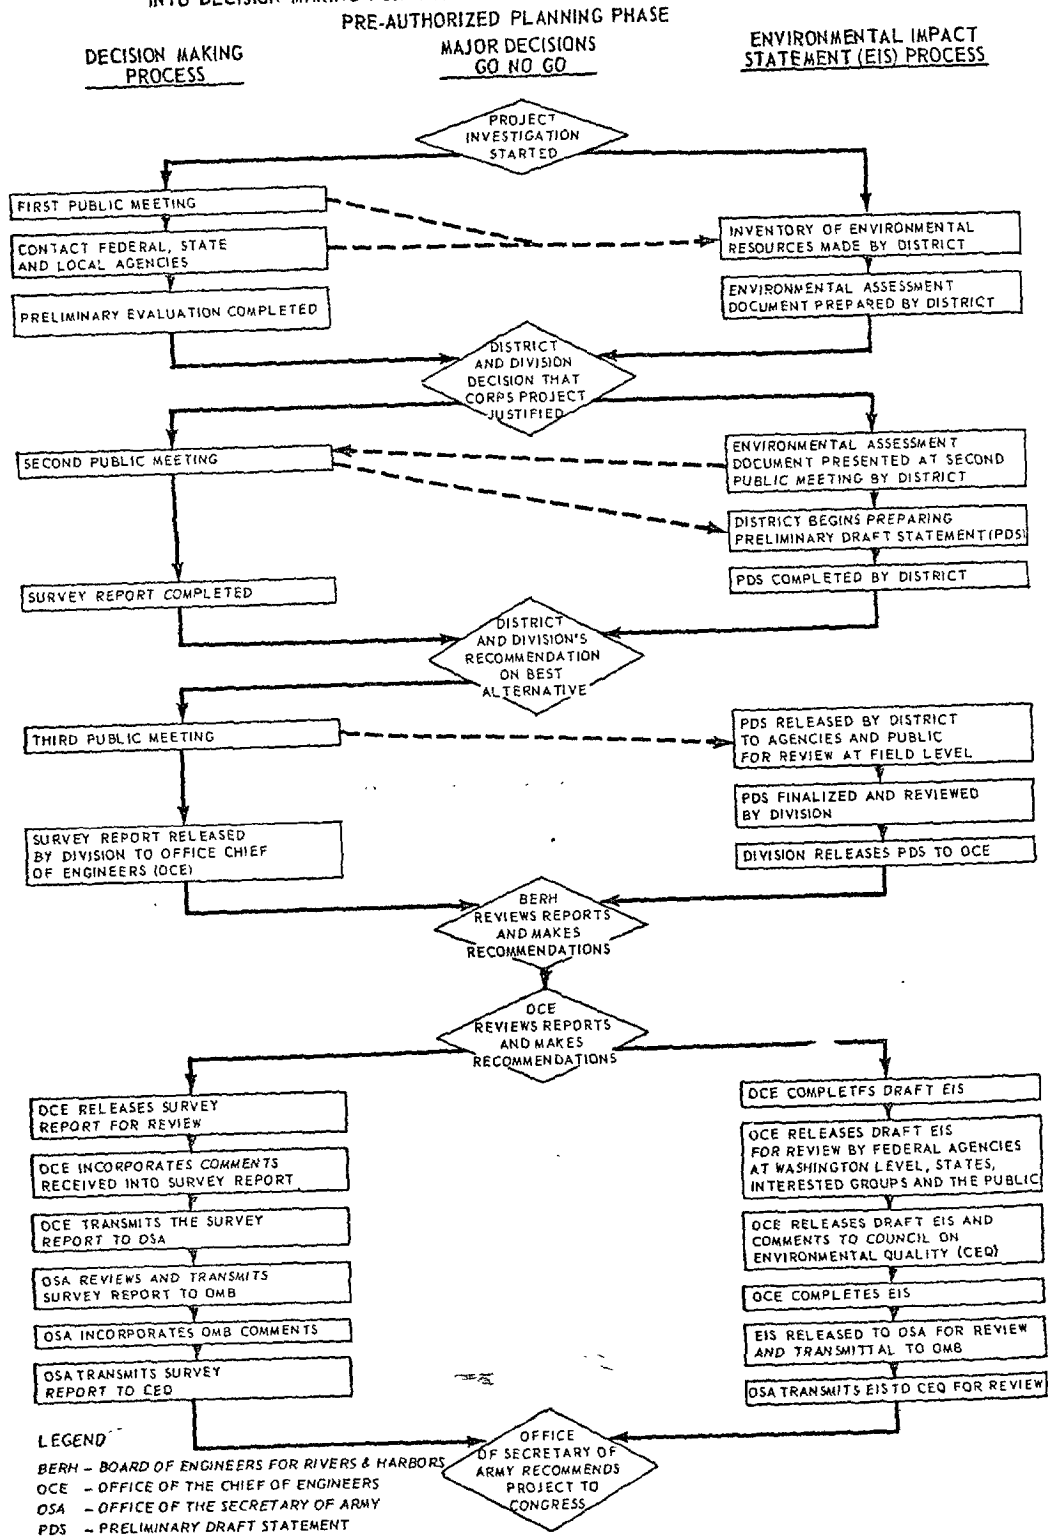 PRE-AUTHORIZED PLANNING PHASE
DECISION MAKING
PROCESS
MAJOR DECISIONS
GO NO GO
ENVIRONMENTAL IMPACT
STATEMENT (EIS) PROCESS
PROJECT
INVESTIGATION
STARTED
FIRST PUBLIC MEETING
CONTACT FEDERAL, STATE
AND LOCAL AGENCIES
PRELIMINARY EVALUATION COMPLETED
INVENTORY OF ENVIRONMENTAL
RESOURCES MADE BY DISTRICT
ENVIRONMENTAL ASSESSMENT
DOCUMENT PREPARED BY DISTRICT
DISTRICT
AND DIVISION
DECISION THAT
CORPS PROJECT
JUSTIFIED
SECOND PUBLIC MEETING
ENVIRONMENTAL ASSESSMENT
DOCUMENT PRESENTED AT SECOND
PUBLIC MEETING BY DISTRICT
DISTRICT BEGINS PREPARING
PRELIMINARY DRAFT STATEMENT (PDS)
PDS COMPLETED BY DISTRICT
SURVEY REPORT COMPLETED
DISTRICT
AND DIVISION'S
RECOMMENDATION
ON BEST
ALTERNATIVE
THIRD PUBLIC MEETING
PDS RELEASED BY DISTRICT
TO AGENCIES AND PUBLIC
FOR REVIEW AT FIELD LEVEL
PDS FINALIZED AND REVIEWED
BY DIVISION
DIVISION RELEASES PDS TO OCE
SURVEY REPORT RELEASED
BY DIVISION TO OFFICE CHIEF
OF ENGINEERS (OCE)
BERH
REVIEWS REPORTS
AND MAKES
RECOMMENDATIONS
OCE
REVIEWS REPORTS
AND MAKES
RECOMMENDATIONS
OCE RELEASES SURVEY
REPORT FOR REVIEW
OCE INCORPORATES COMMENTS
RECEIVED INTO SURVEY REPORT
OCE TRANSMITS THE SURVEY
REPORT TO OSA
OSA REVIEWS AND TRANSMITS
SURVEY REPORT TO OMB
OSA INCORPORATES OMB COMMENTS
OSA TRANSMITS SURVEY
REPORT TO CEQ
OCE COMPLETES DRAFT EIS
OCE RELEASES DRAFT EIS
FOR REVIEW BY FEDERAL AGENCIES
AT WASHINGTON LEVEL, STATES,
INTERESTED GROUPS AND THE PUBLIC
OCE RELEASES DRAFT EIS AND
COMMENTS TO COUNCIL ON
ENVIRONMENTAL QUALITY (CEQ)
OCE COMPLETES EIS
EIS RELEASED TO OSA FOR REVIEW
AND TRANSMITTAL TO OMB
OSA TRANSMITS EIS TO CEQ FOR REVIEW
OFFICE
OF SECRETARY OF
ARMY RECOMMENDS
PROJECT TO
CONGRESS
LEGEND
BERH - BOARD OF ENGINEERS FOR RIVERS & HARBORS
OCE - OFFICE OF THE CHIEF OF ENGINEERS
OSA - OFFICE OF THE SECRETARY OF ARMY
PDS - PRELIMINARY DRAFT STATEMENT